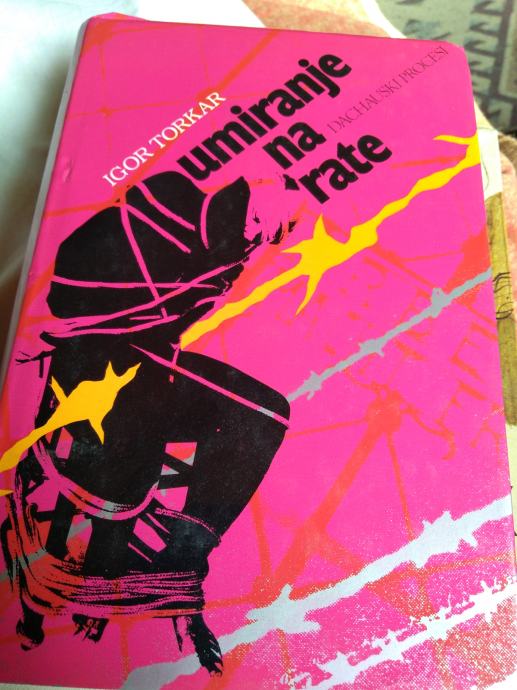 IGOR TORKAR
umiranje
na
rate
DACHAUSKI PROCESI